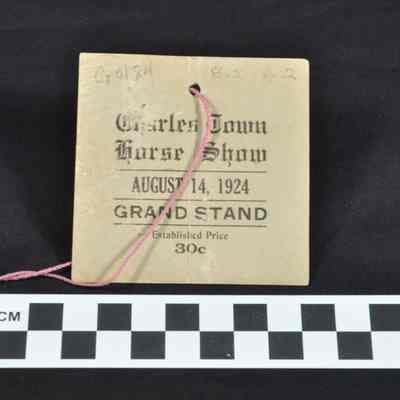 Charles Town
Horse Show
AUGUST 14, 1924
GRAND STAND
Established Price
30c
CM